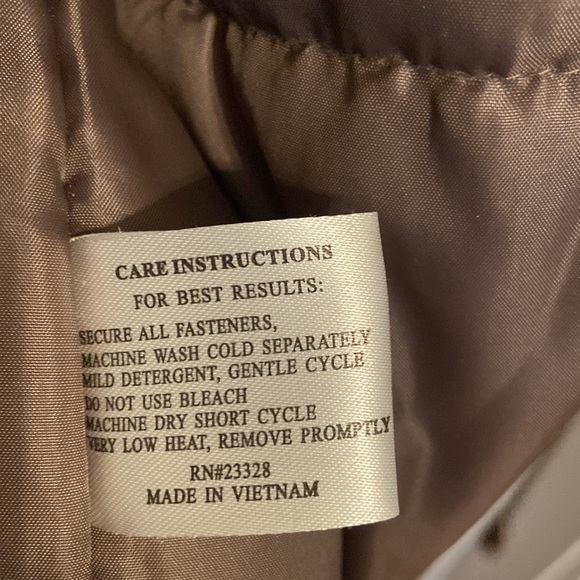 CARE INSTRUCTIONS
FOR BEST RESULTS:
SECURE ALL FASTENERS,
MACHINE WASH COLD SEPARATELY
MILD DETERGENT, GENTLE CYCLE
DO NOT USE BLEACH
MACHINE DRY SHORT CYCLE
VERY LOW HEAT, REMOVE PROMPTLY
RN#23328
MADE IN VIETNAM